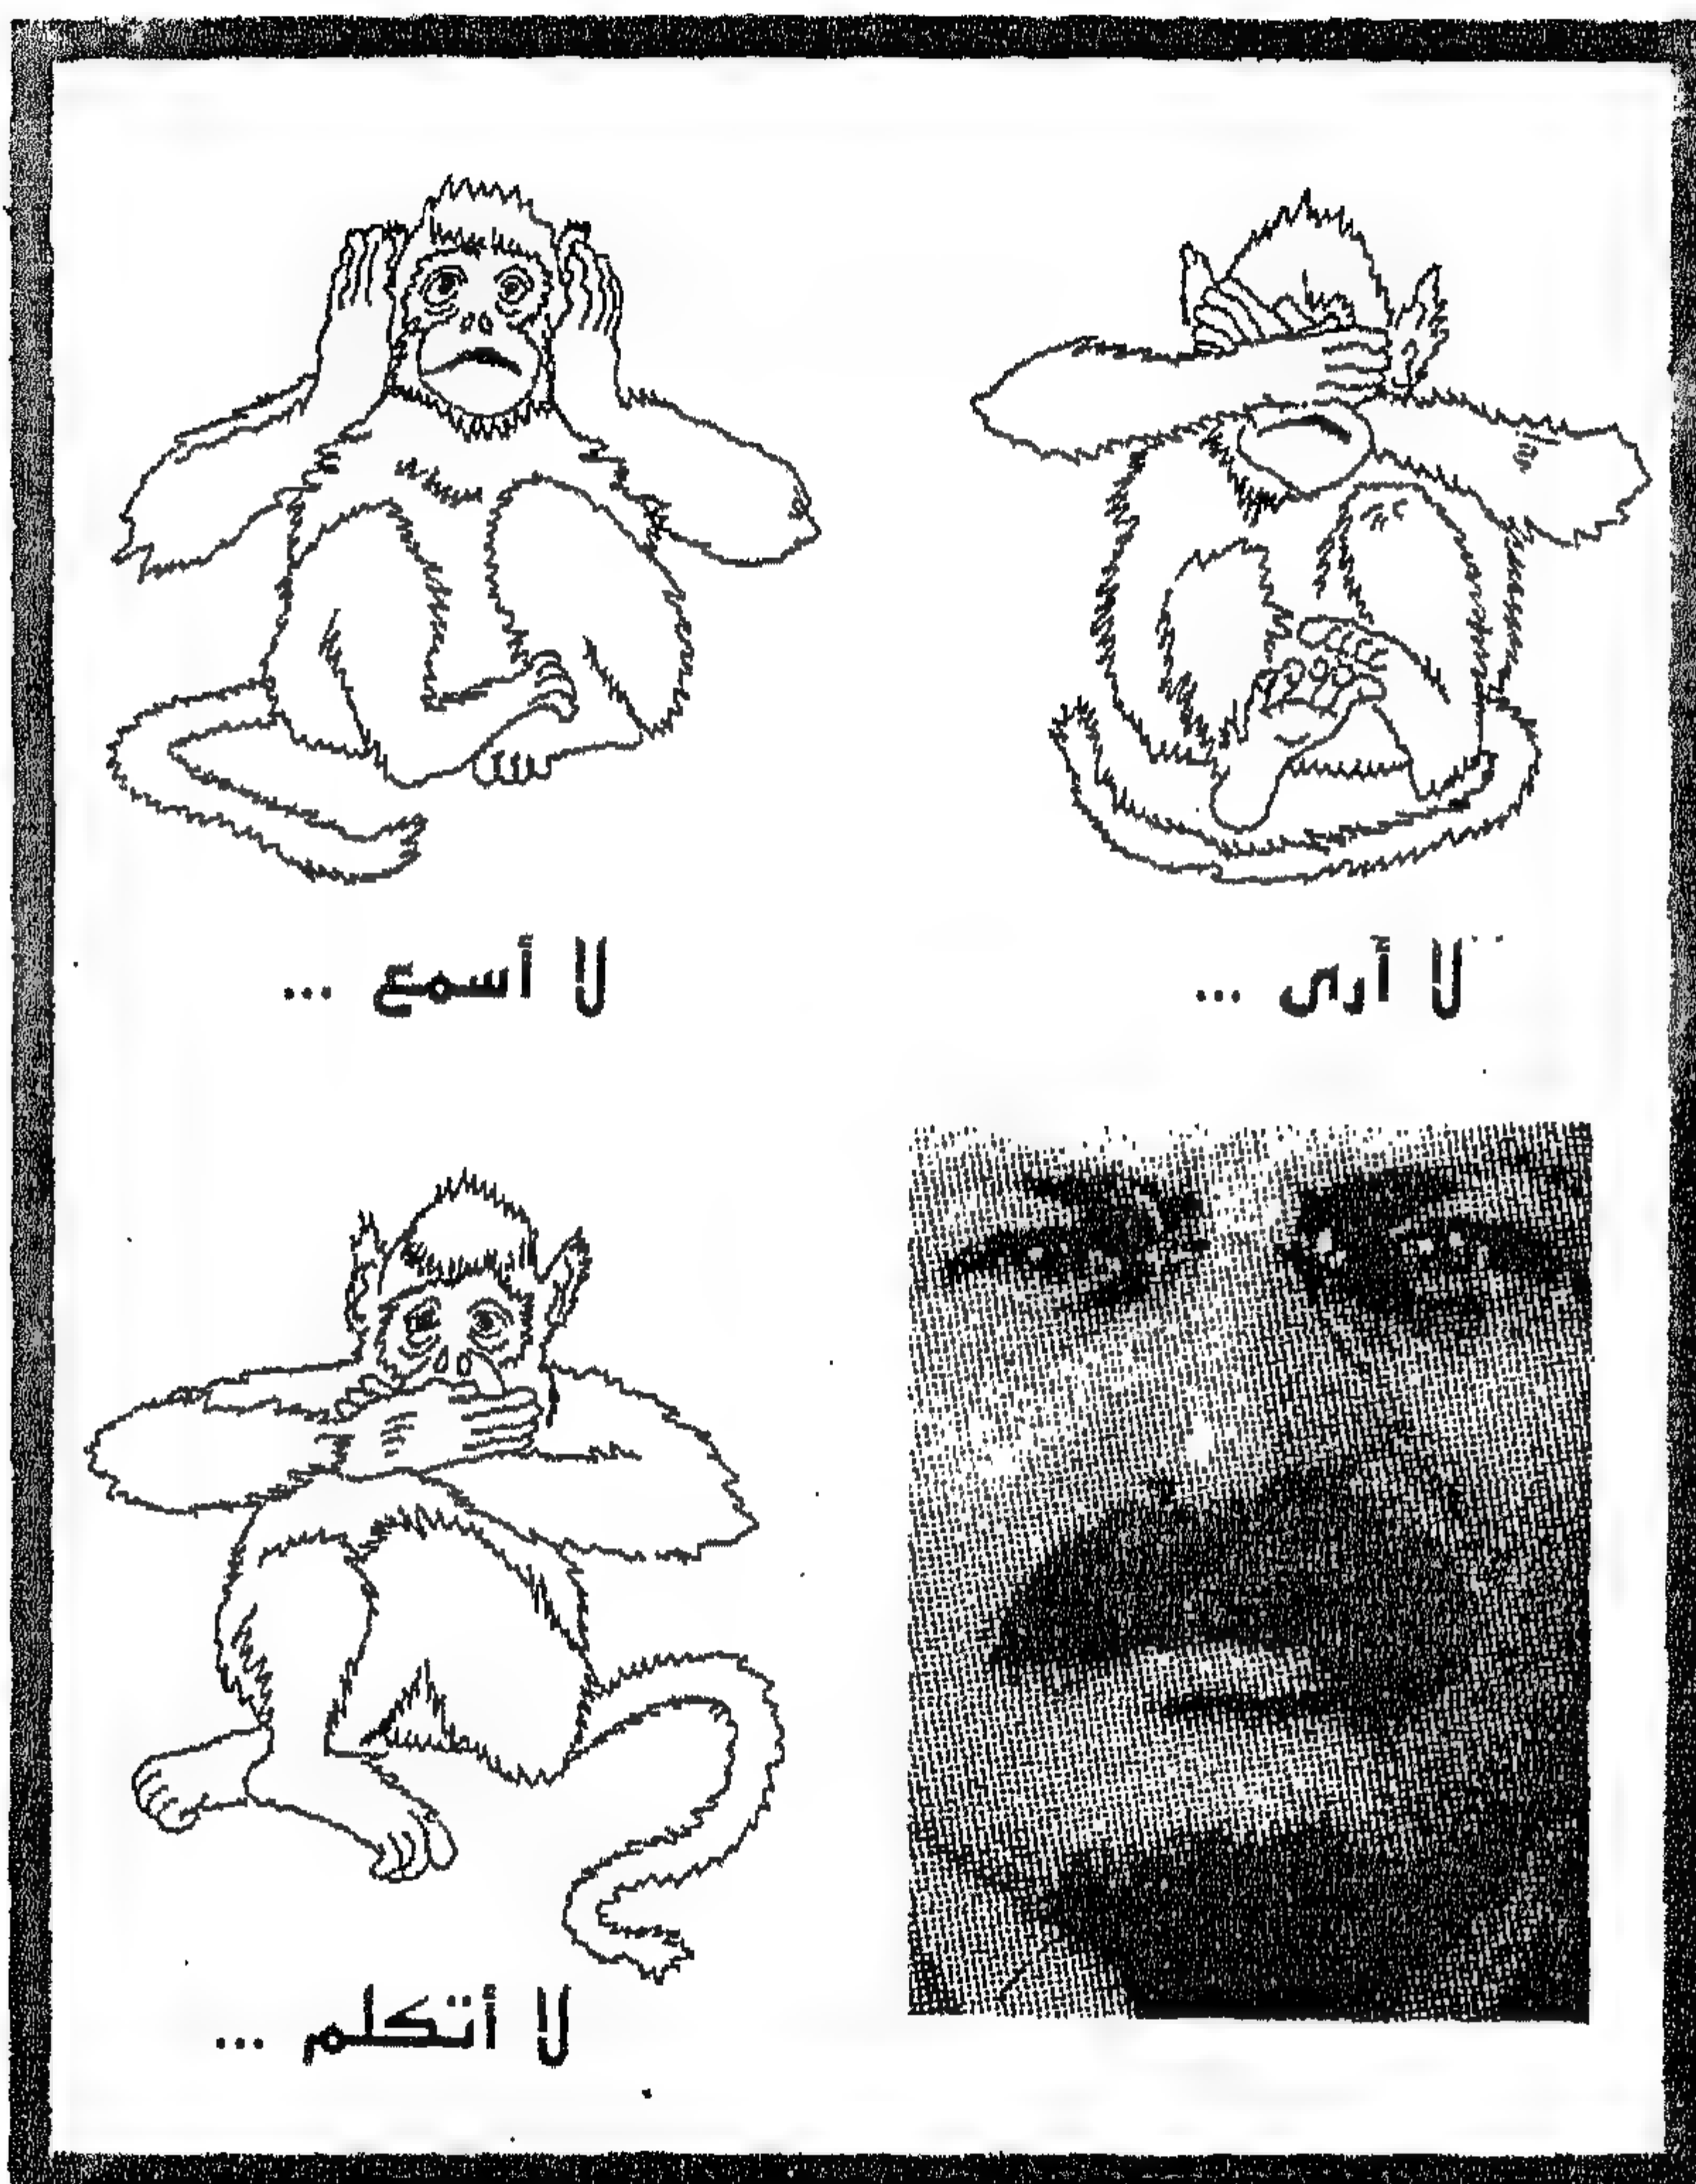 لا أرى ...
لا أسمع ...
لا أتكلم ...